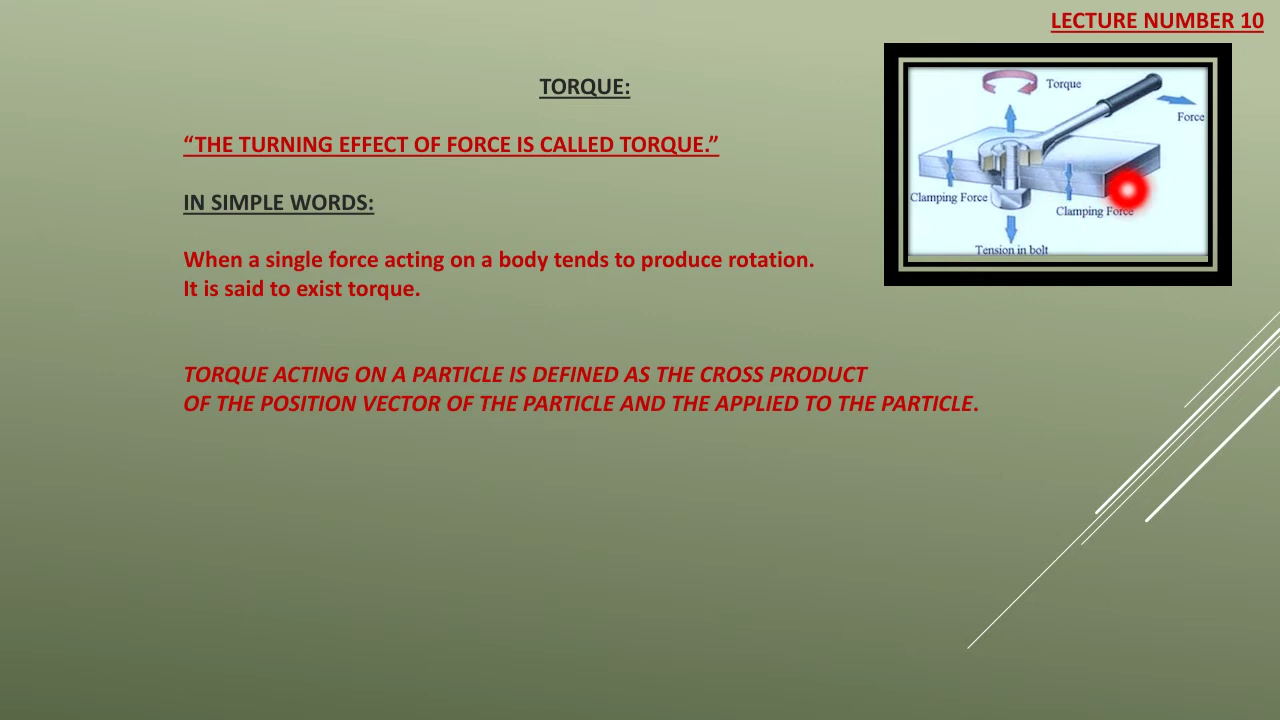 LECTURE NUMBER 10
TORQUE:
“THE TURNING EFFECT OF FORCE IS CALLED TORQUE.”
IN SIMPLE WORDS:
When a single force acting on a body tends to produce rotation.
It is said to exist torque.
TORQUE ACTING ON A PARTICLE IS DEFINED AS THE CROSS PRODUCT
OF THE POSITION VECTOR OF THE PARTICLE AND THE APPLIED TO THE PARTICLE.
Torque
Force
Clamping Force
Clamping Force
Tension in bolt